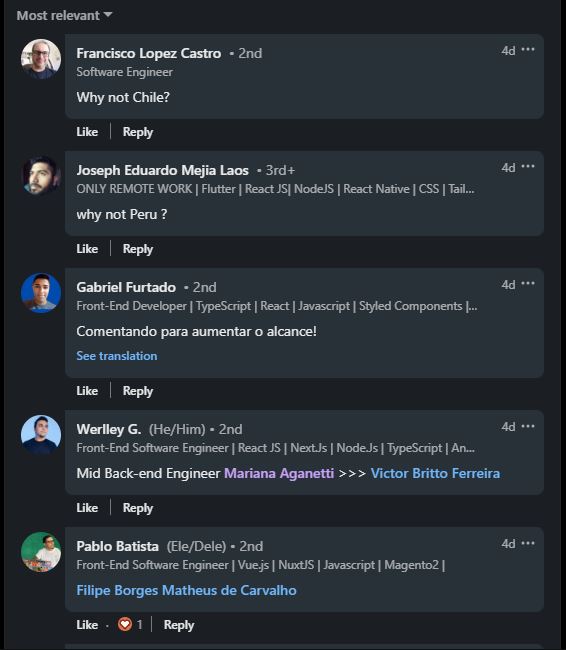 Most relevant
Francisco Lopez Castro • 2nd
4d
Software Engineer
Why not Chile?
Like Reply
Joseph Eduardo Mejia Laos • 3rd+
4d
ONLY REMOTE WORK | Flutter | React JS| NodeJS | React Native | CSS | Tail...
why not Peru ?
Like Reply
Gabriel Furtado • 2nd
4d
Front-End Developer | TypeScript | React | Javascript | Styled Components |...
Comentando para aumentar o alcance!
See translation
Like Reply
Werlley G. (He/Him) • 2nd
4d
Front-End Software Engineer | React JS | NextJs | NodeJs | TypeScript | An...
Mid Back-end Engineer Mariana Aganetti >>> Victor Britto Ferreira
Like Reply
Pablo Batista (Ele/Dele) • 2nd
4d
Front-End Software Engineer | Vue.js | NuxtJS | Javascript | Magento2 |
Filipe Borges Matheus de Carvalho
Like · 1 Reply